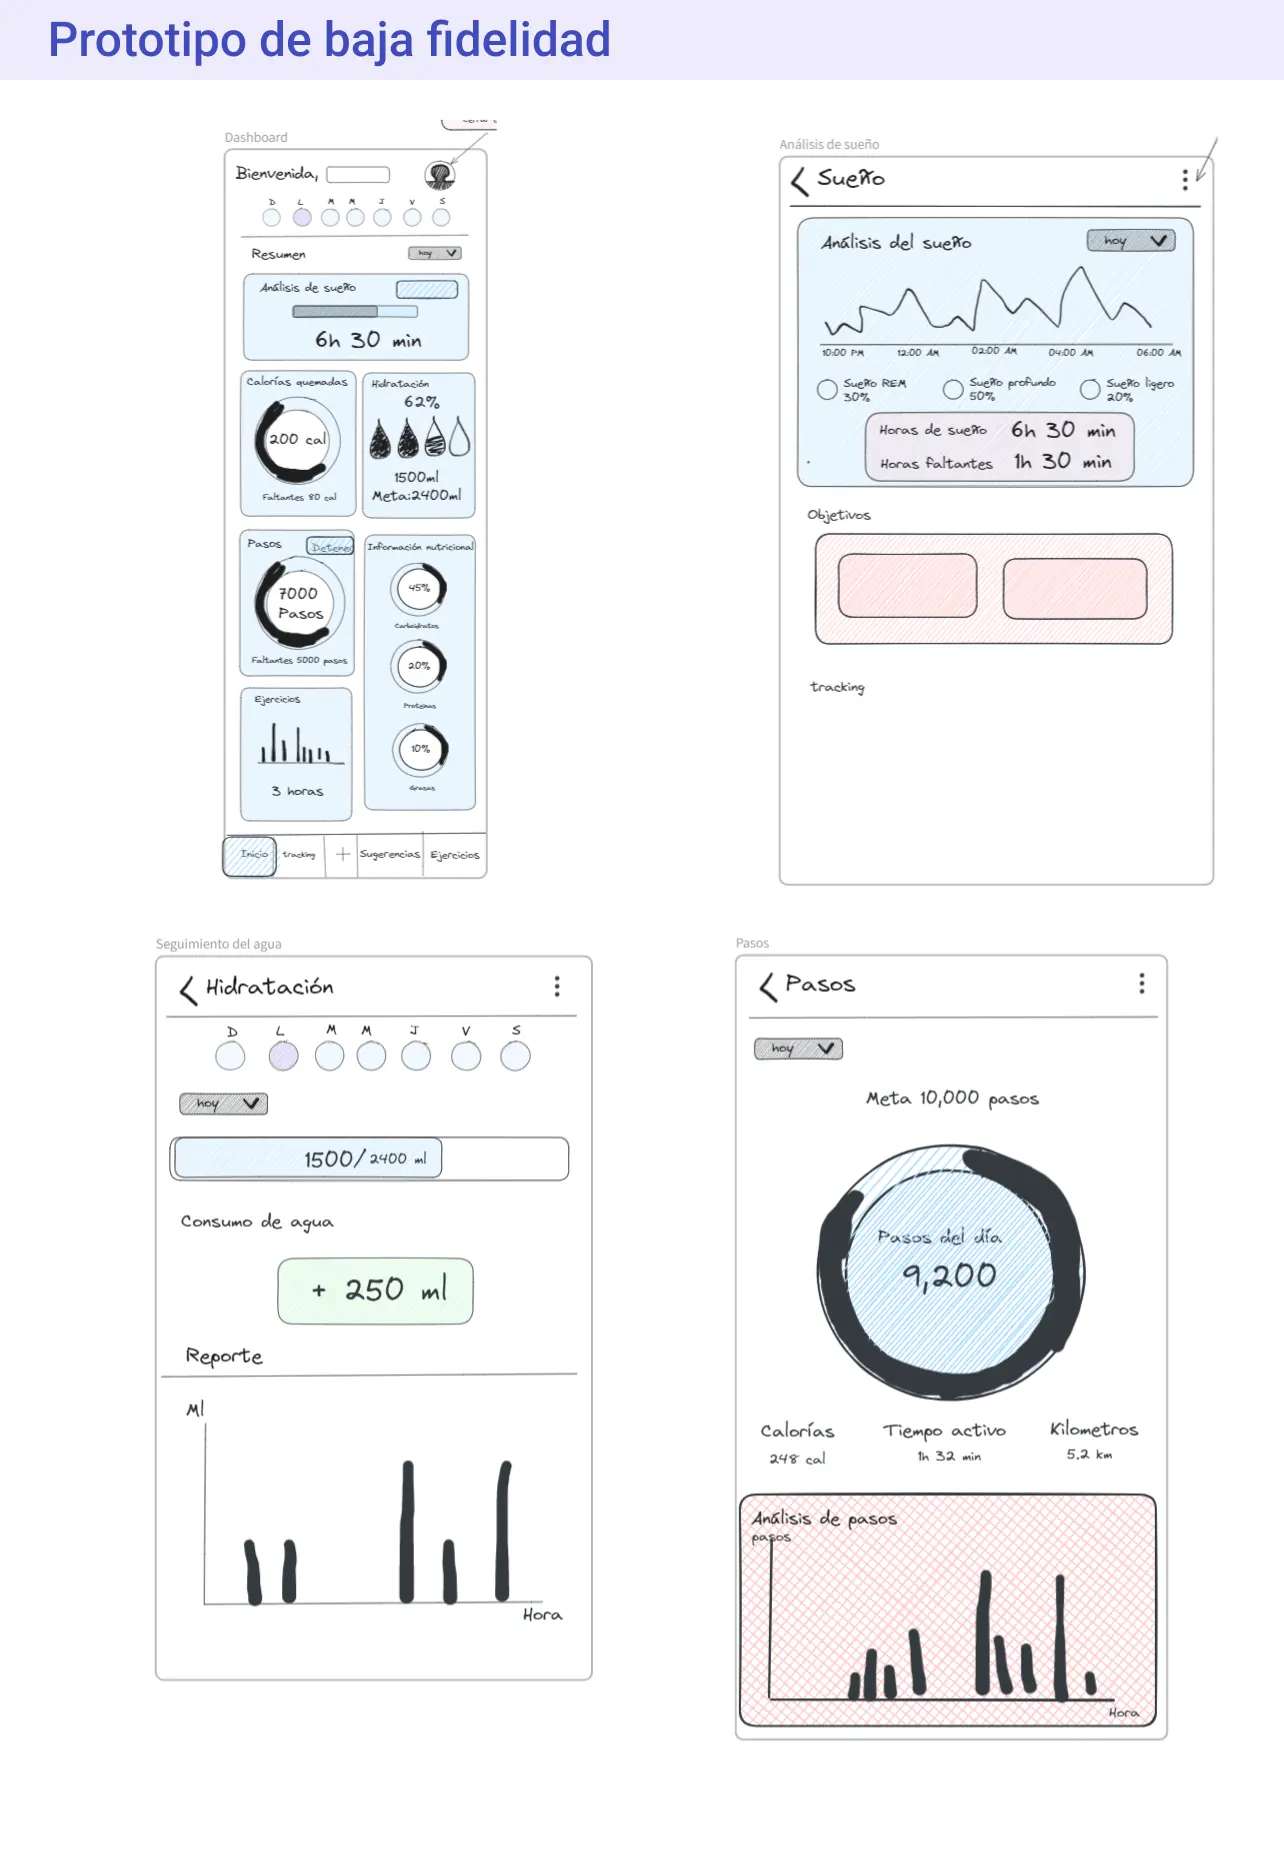 Prototipo de baja fidelidad
Dashboard
Bienvenida,
D L M M J V S
Resumen
hoy
Análisis de sueño
6h 30 min
Calorías quemadas
200 cal
Faltantes 80 cal
Hidratación
62%
1500ml
Meta:2400ml
Pasos
Detener
7000
Pasos
Faltantes 5000 pasos
Información nutricional
45%
Carbohidratos
20%
Proteínas
10%
Grasas
Ejercicios
3 horas
Inicio
tracking
+
Sugerencias
Ejercicios
Análisis de sueño
Sueño
Análisis del sueño
hoy
10:00 PM 12:00 AM 02:00 AM 04:00 AM 06:00 AM
Sueño REM
30%
Sueño profundo
50%
Sueño ligero
20%
Horas de sueño 6h 30 min
Horas faltantes 1h 30 min
Objetivos
tracking
Seguimiento del agua
Hidratación
D L M M J V S
hoy
1500/2400 ml
Consumo de agua
+ 250 ml
Reporte
Ml
Hora
Pasos
Pasos
hoy
Meta 10,000 pasos
Pasos del día
9,200
Calorías
248 cal
Tiempo activo
1h 32 min
Kilometros
5.2 km
Análisis de pasos
pasos
Hora